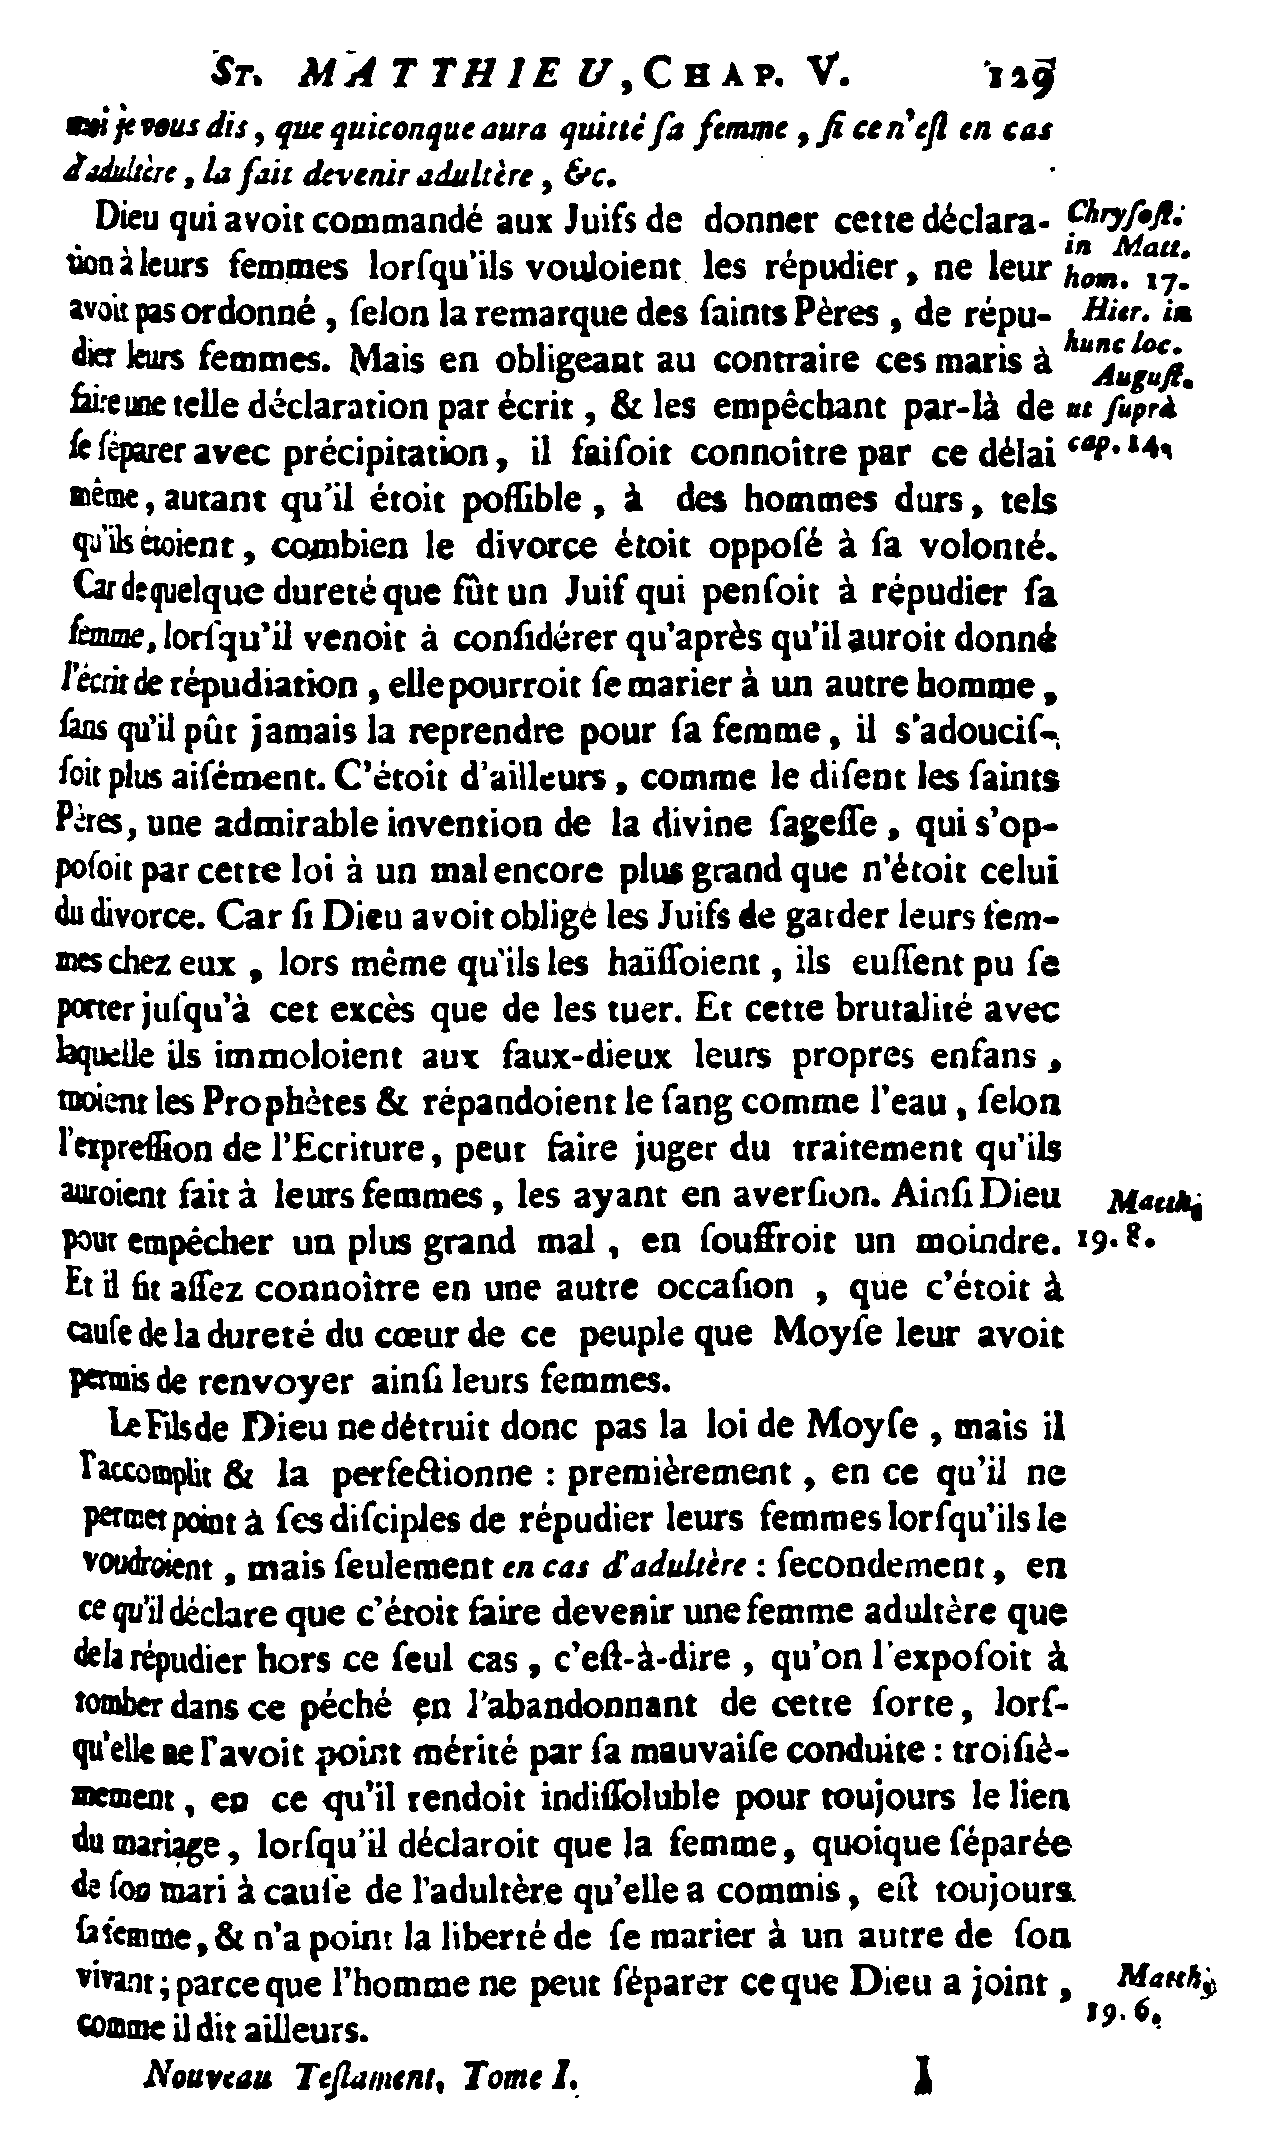 ST. MATTHIEU, CHAP. V. 129
moi je vous dis, que quiconque aura quitté ſa femme, ſi ce n'eſt en cas
d'adultère, la fait devenir adultère, &c.
Dieu qui avoit commandé aux Juifs de donner cette déclara-
tion à leurs femmes lorſqu'ils vouloient les répudier, ne leur
avoit pas ordonné, ſelon la remarque des ſaints Pères, de répu-
dier leurs femmes. Mais en obligeant au contraire ces maris à
faire une telle déclaration par écrit, & les empêchant par-là de
ſe ſéparer avec précipitation, il faiſoit connoître par ce délai
même, autant qu'il étoit poſſible, à des hommes durs, tels
qu'ils étoient, combien le divorce étoit oppoſé à ſa volonté.
Car de quelque dureté que fût un Juif qui penſoit à répudier ſa
femme, lorſqu'il venoit à conſidérer qu'après qu'il auroit donné
l'écrit de répudiation, elle pourroit ſe marier à un autre homme,
ſans qu'il pût jamais la reprendre pour ſa femme, il s'adouciſ-
ſoit plus aiſément. C'étoit d'ailleurs, comme le diſent les ſaints
Pères, une admirable invention de la divine ſageſſe, qui s'op-
poſoit par cette loi à un mal encore plus grand que n'étoit celui
du divorce. Car ſi Dieu avoit obligé les Juifs de garder leurs fem-
mes chez eux, lors même qu'ils les haïſſoient, ils euſſent pu ſe
porter juſqu'à cet excès que de les tuer. Et cette brutalité avec
laquelle ils immoloient aux faux-dieux leurs propres enfans,
tuoient les Prophètes & répandoient le ſang comme l'eau, ſelon
l'expreſſion de l'Ecriture, peut faire juger du traitement qu'ils
auroient fait à leurs femmes, les ayant en averſion. Ainſi Dieu
pour empêcher un plus grand mal, en ſouffroit un moindre.
Et il fit aſſez connoître en une autre occaſion, que c'étoit à
cauſe de la dureté du cœur de ce peuple que Moyſe leur avoit
permis de renvoyer ainſi leurs femmes.
Le Fils de Dieu ne détruit donc pas la loi de Moyſe, mais il
l'accomplit & la perfectionne : premièrement, en ce qu'il ne
permet point à ſes diſciples de répudier leurs femmes lorſqu'ils le
voudroient, mais ſeulement en cas d'adultère : ſecondement, en
ce qu'il déclare que c'étoit faire devenir une femme adultère que
de la répudier hors ce ſeul cas, c'eſt-à-dire, qu'on l'expoſoit à
tomber dans ce péché en l'abandonnant de cette ſorte, lorſ-
qu'elle ne l'avoit point mérité par ſa mauvaiſe conduite : troiſiè-
mement, en ce qu'il rendoit indiſſoluble pour toujours le lien
du mariage, lorſqu'il déclaroit que la femme, quoique ſéparée
de ſon mari à cauſe de l'adultère qu'elle a commis, eſt toujours
ſa femme, & n'a point la liberté de ſe marier à un autre de ſon
vivant ; parce que l'homme ne peut ſéparer ce que Dieu a joint,
comme il dit ailleurs.
Nouveau Teſtament, Tome I. I
Chryſoſt.
in Matt.
hom. 17.
Hier. in
hunc loc.
Auguſt.
ut ſuprà
cap. 14.
Matth.
19. 8.
Matth.
19. 6.